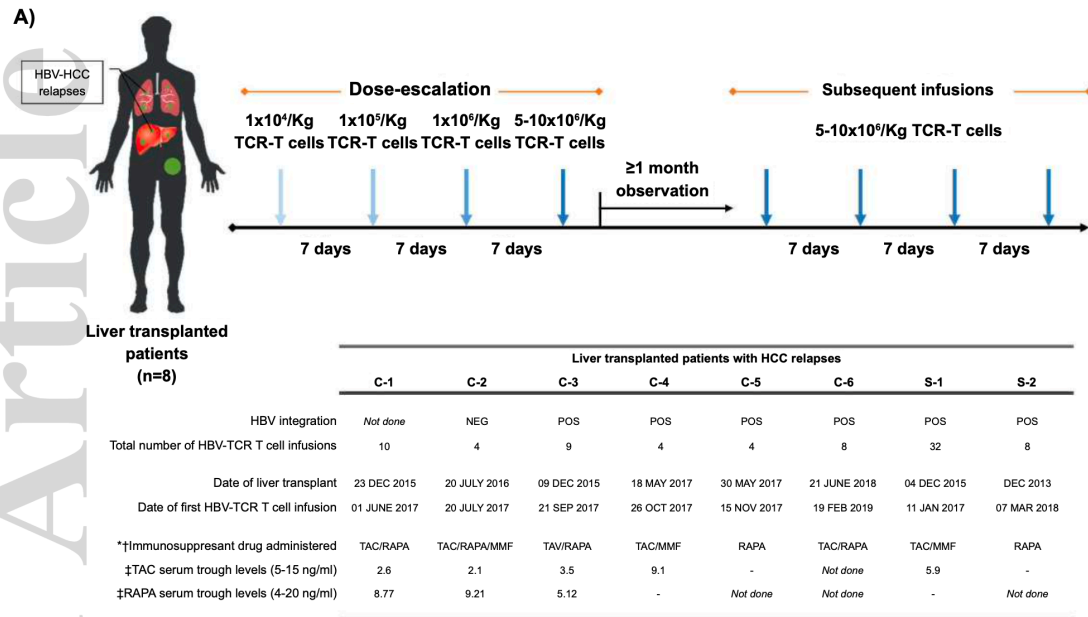 A)
Article
HBV-HCC
relapses
Dose-escalation
Subsequent infusions
1x10⁴/Kg 1x10⁵/Kg 1x10⁶/Kg 5-10x10⁶/Kg
TCR-T cells TCR-T cells TCR-T cells TCR-T cells
5-10x10⁶/Kg TCR-T cells
≥1 month
observation
7 days 7 days 7 days 7 days 7 days 7 days
Liver transplanted
patients
(n=8)
Liver transplanted patients with HCC relapses
C-1 C-2 C-3 C-4 C-5 C-6 S-1 S-2
HBV integration Not done NEG POS POS POS POS POS POS
Total number of HBV-TCR T cell infusions 10 4 9 4 4 8 32 8
Date of liver transplant 23 DEC 2015 20 JULY 2016 09 DEC 2015 18 MAY 2017 30 MAY 2017 21 JUNE 2018 04 DEC 2015 DEC 2013
Date of first HBV-TCR T cell infusion 01 JUNE 2017 20 JULY 2017 21 SEP 2017 26 OCT 2017 15 NOV 2017 19 FEB 2019 11 JAN 2017 07 MAR 2018
*†Immunosuppresant drug administered TAC/RAPA TAC/RAPA/MMF TAV/RAPA TAC/MMF RAPA TAC/RAPA TAC/MMF RAPA
‡TAC serum trough levels (5-15 ng/ml) 2.6 2.1 3.5 9.1 - Not done 5.9 -
‡RAPA serum trough levels (4-20 ng/ml) 8.77 9.21 5.12 - Not done Not done - Not done